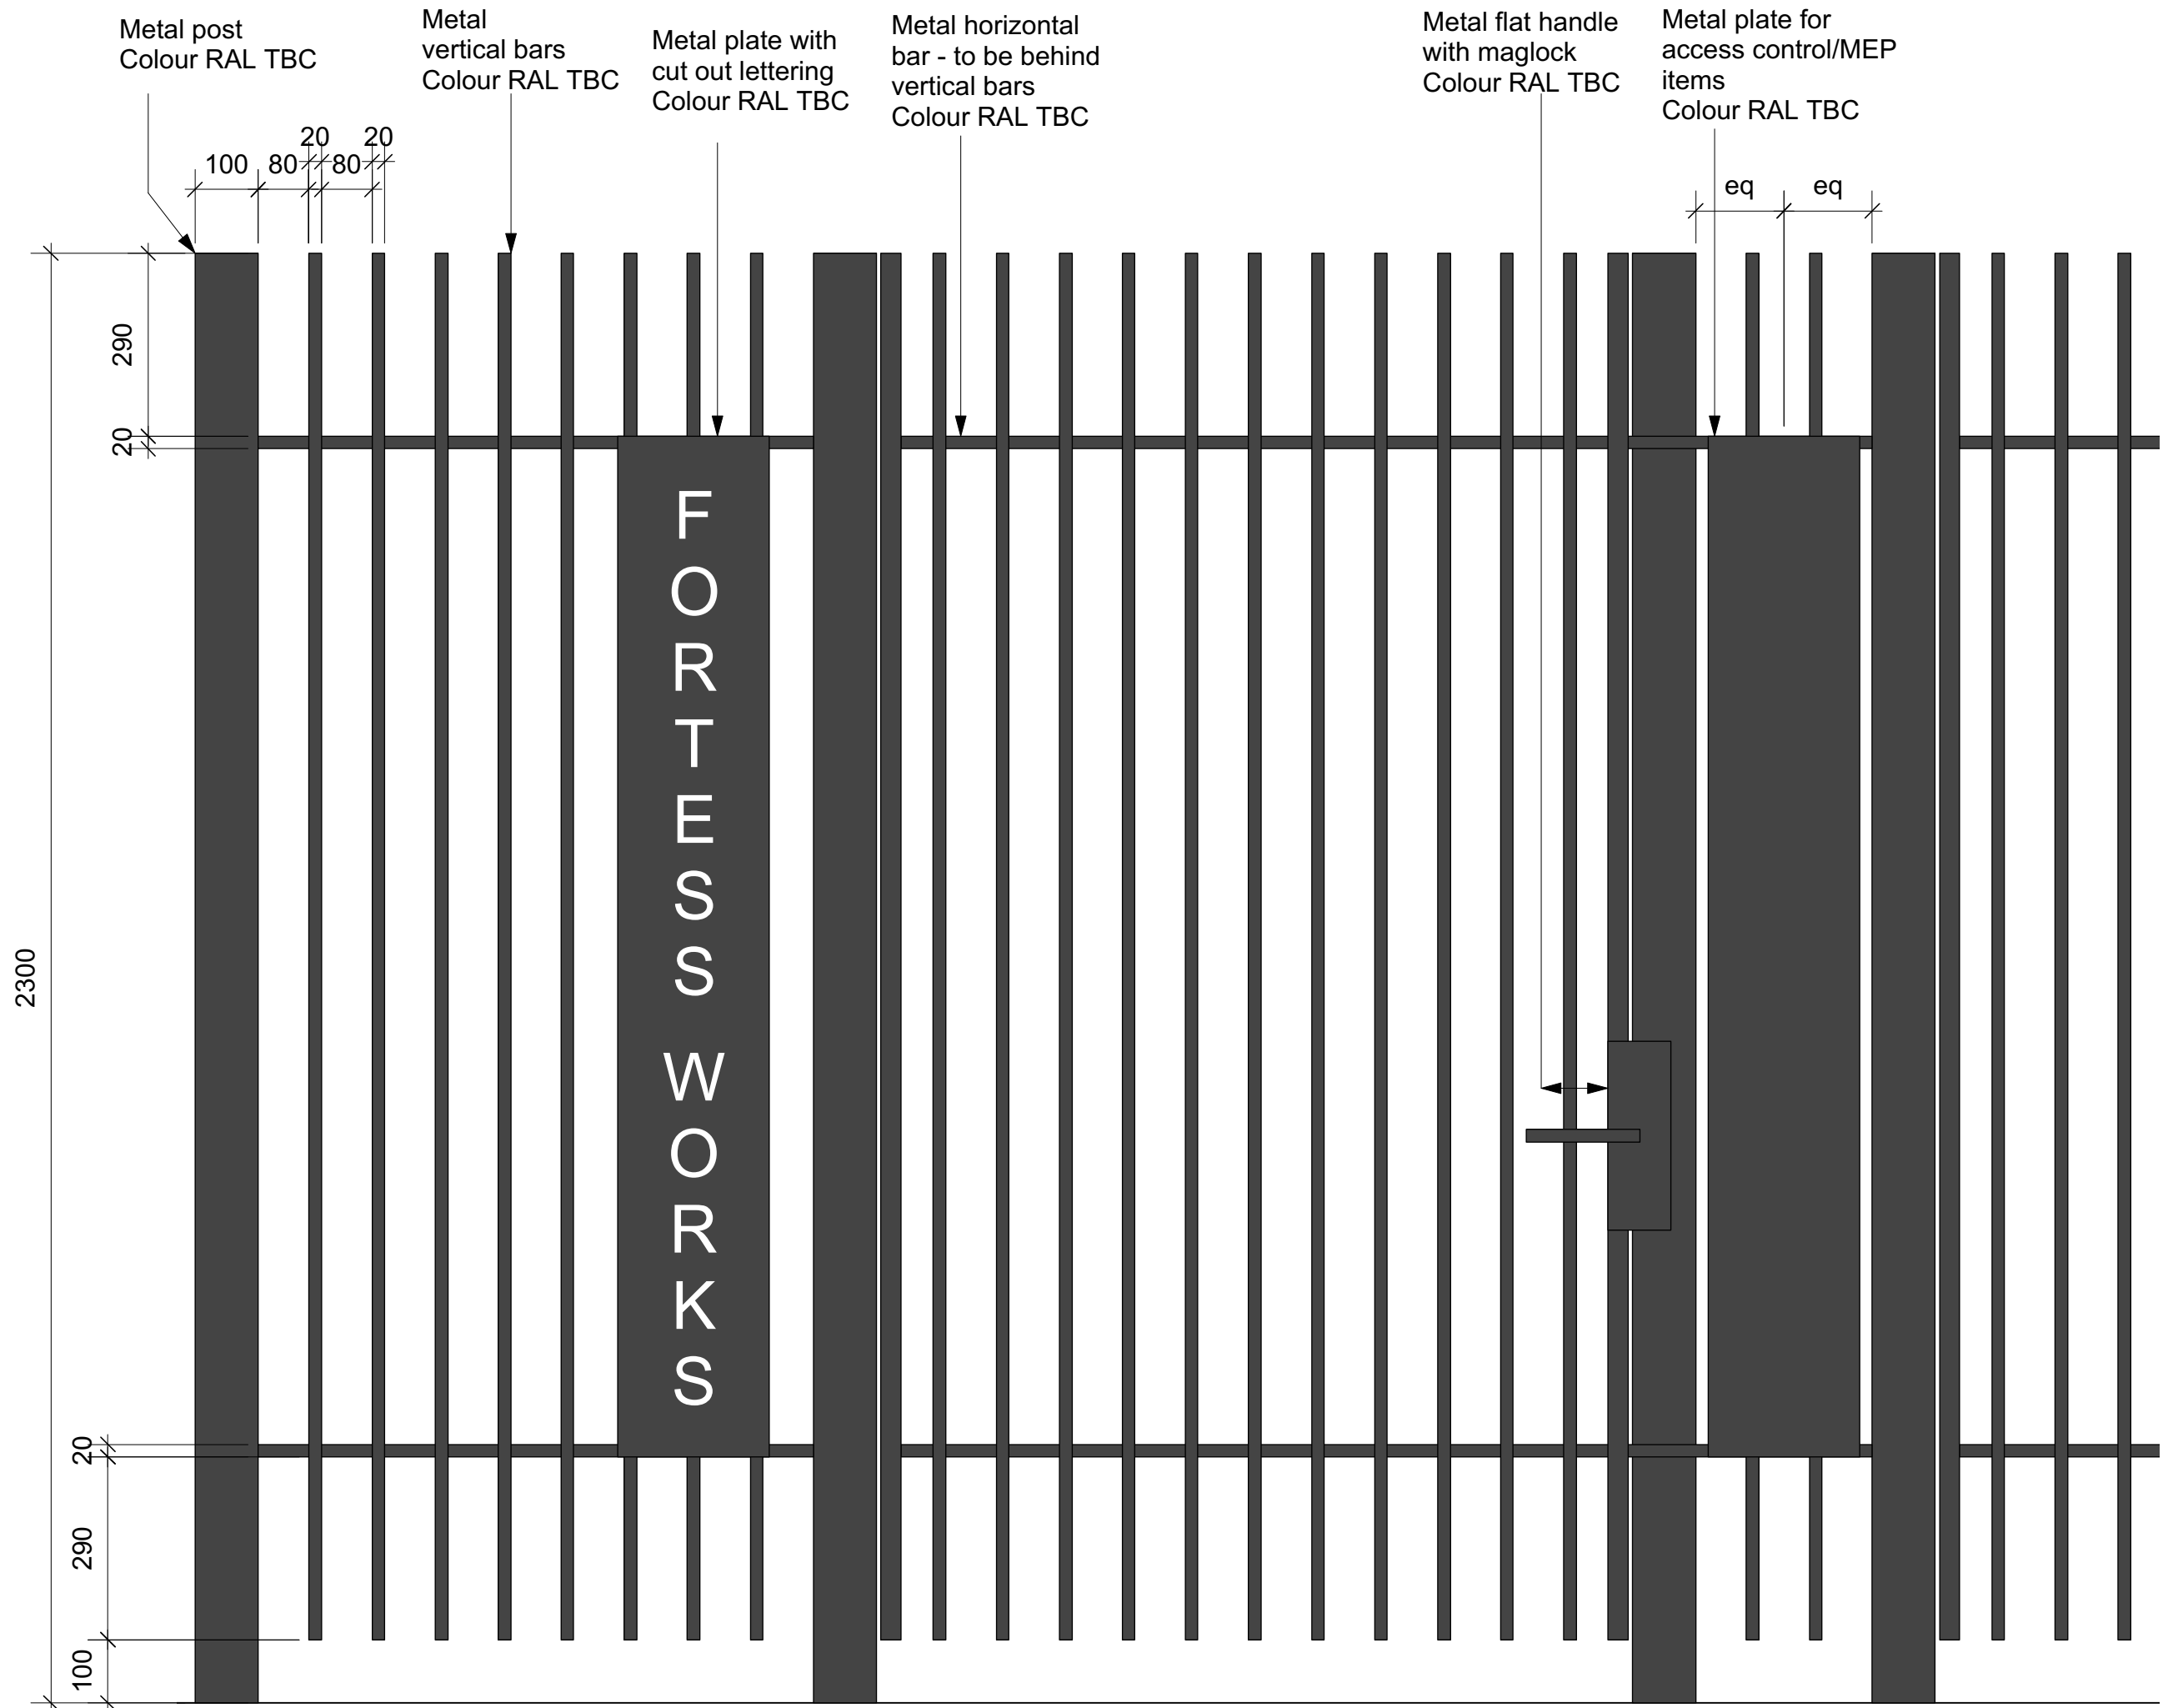 Metal post
Colour RAL TBC
Metal
vertical bars
Colour RAL TBC
Metal plate with
cut out lettering
Colour RAL TBC
Metal horizontal
bar - to be behind
vertical bars
Colour RAL TBC
Metal flat handle
with maglock
Colour RAL TBC
Metal plate for
access control/MEP
items
Colour RAL TBC
20 20
100 80 80
eq eq
290
20
2300
20
290
100
F
O
R
T
E
S
S
W
O
R
K
S